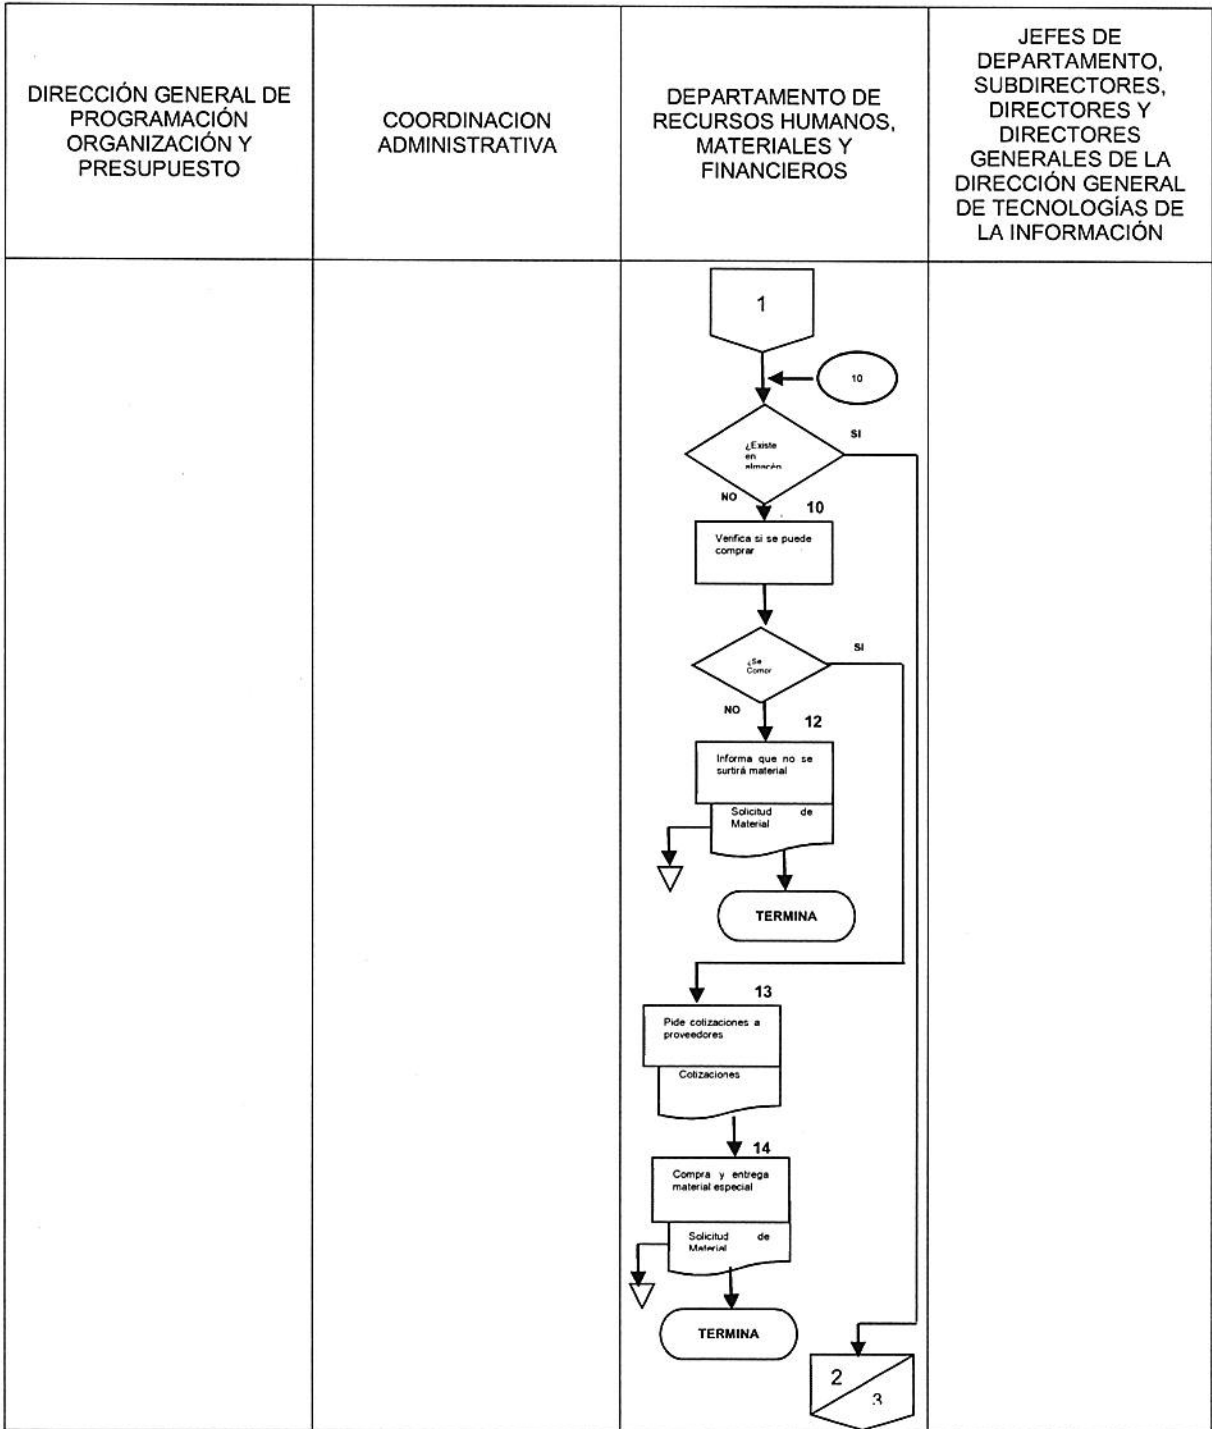 DIRECCIÓN GENERAL DE
PROGRAMACIÓN
ORGANIZACIÓN Y
PRESUPUESTO
COORDINACION
ADMINISTRATIVA
DEPARTAMENTO DE
RECURSOS HUMANOS,
MATERIALES Y
FINANCIEROS
JEFES DE
DEPARTAMENTO,
SUBDIRECTORES,
DIRECTORES Y
DIRECTORES
GENERALES DE LA
DIRECCIÓN GENERAL
DE TECNOLOGÍAS DE
LA INFORMACIÓN
1
10
¿Existe
en
almacén
SI
NO
10
Verifica si se puede
comprar
¿Se
Compr
SI
NO
12
Informa que no se
surtirá material
Solicitud de
Material
TERMINA
13
Pide cotizaciones a
proveedores
Cotizaciones
14
Compra y entrega
material especial
Solicitud de
Material
TERMINA
2
3